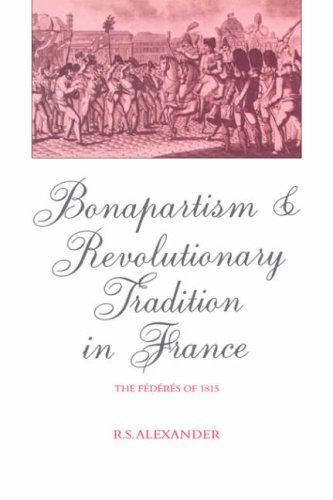 Bonapartism &
Revolutionary
Tradition
in France
THE FÉDÉRÉS OF 1815
R.S. ALEXANDER